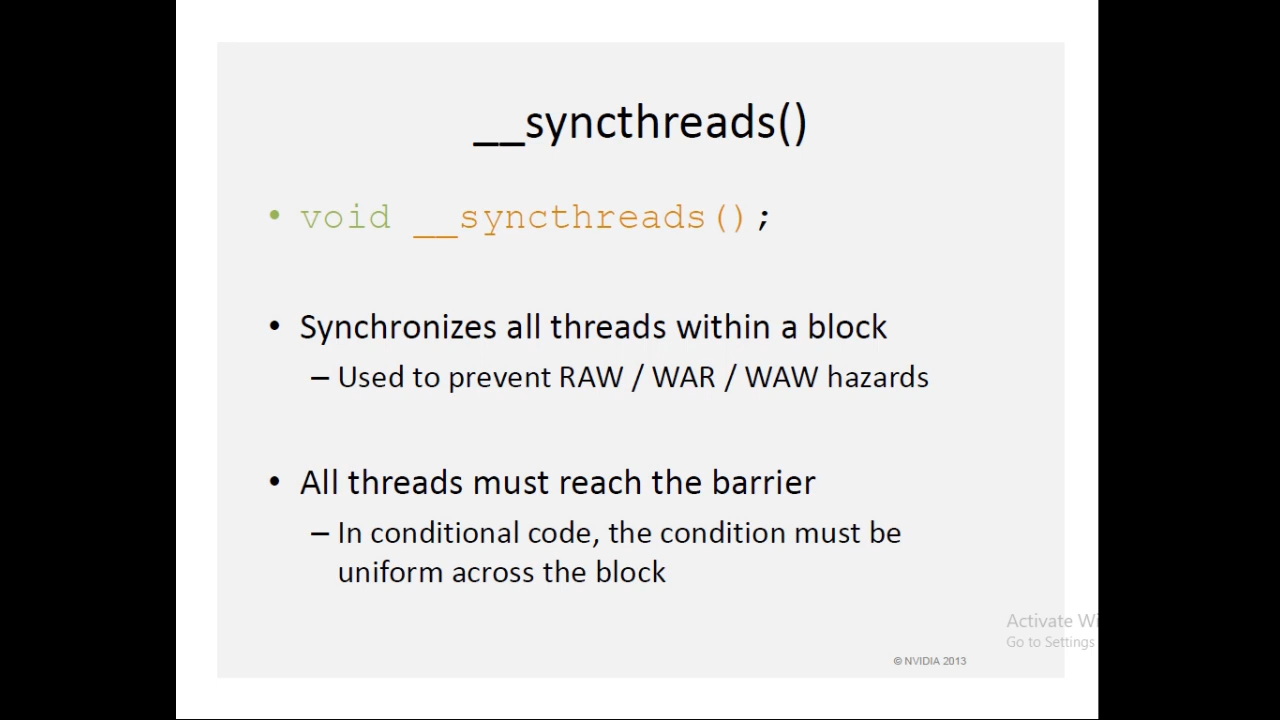 __syncthreads()
• void __syncthreads();
• Synchronizes all threads within a block
– Used to prevent RAW / WAR / WAW hazards
• All threads must reach the barrier
– In conditional code, the condition must be
uniform across the block
Activate Wi
Go to Settings
© NVIDIA 2013